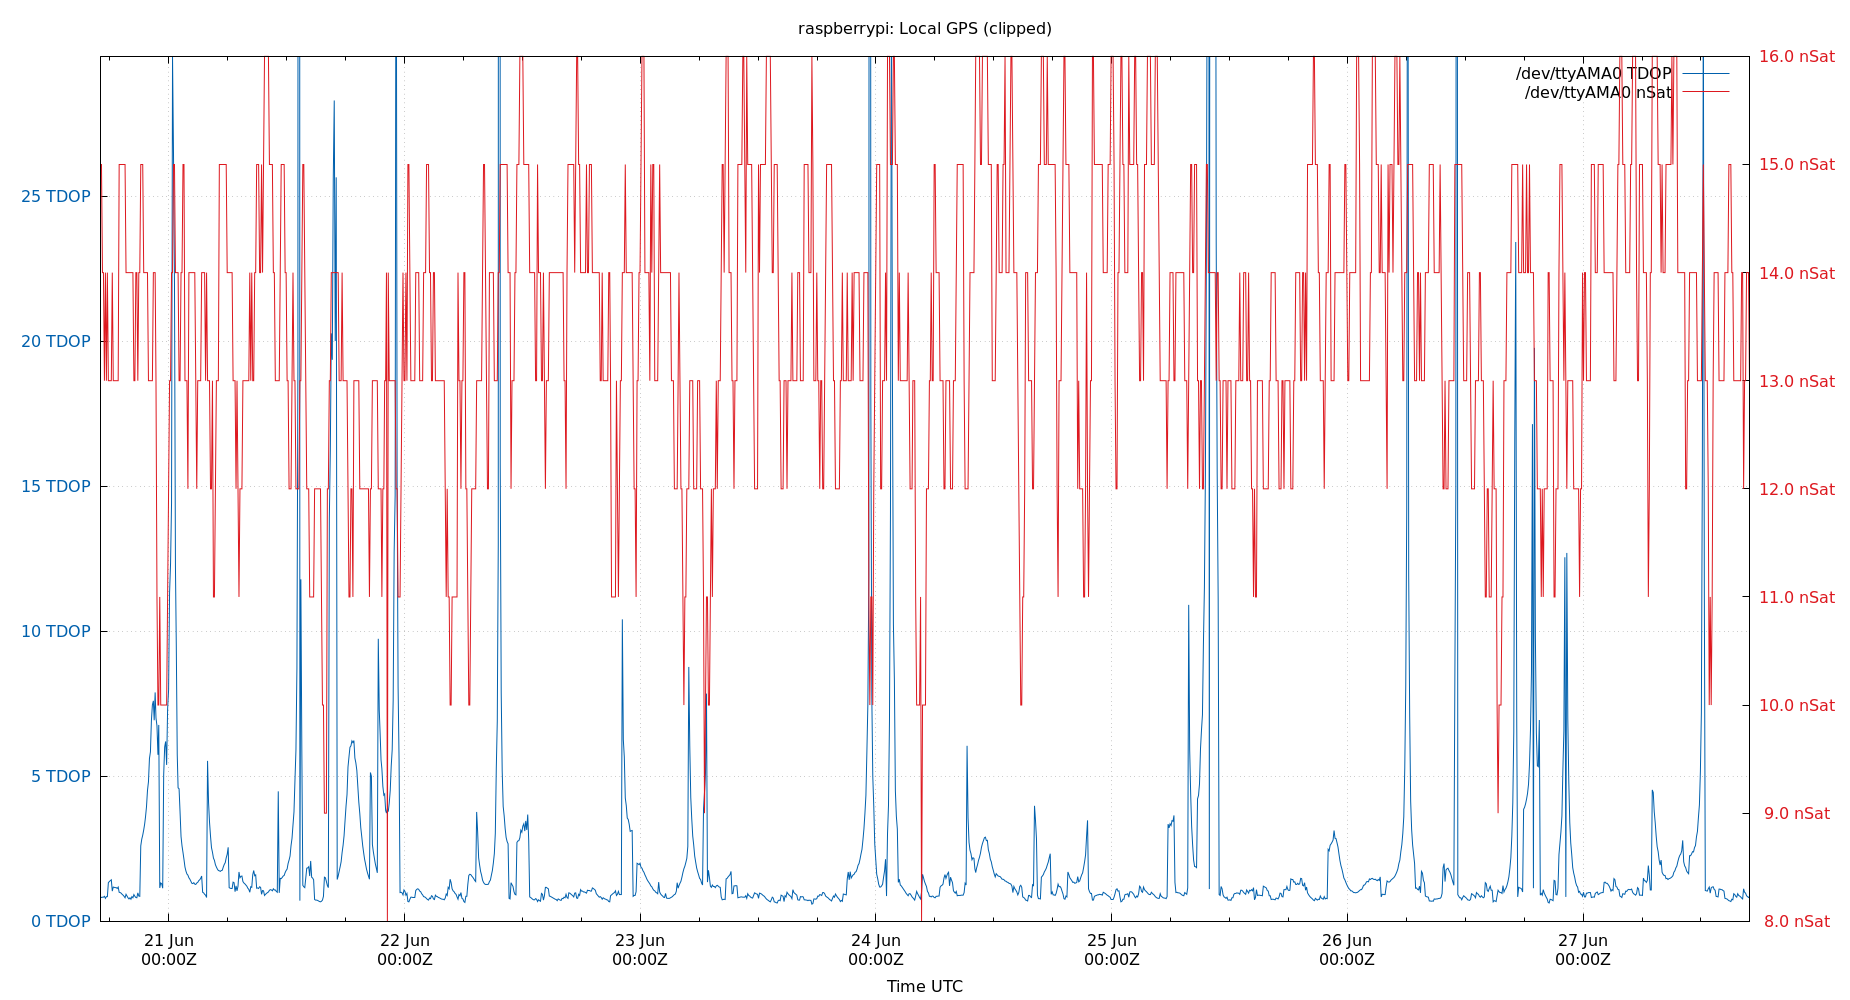 raspberrypi: Local GPS (clipped)
16.0 nSat
/dev/ttyAMA0 TDOP
/dev/ttyAMA0 nSat
15.0 nSat
25 TDOP
14.0 nSat
20 TDOP
13.0 nSat
15 TDOP
12.0 nSat
11.0 nSat
10 TDOP
10.0 nSat
5 TDOP
9.0 nSat
0 TDOP
8.0 nSat
21 Jun 22 Jun 23 Jun 24 Jun 25 Jun 26 Jun 27 Jun
00:00Z 00:00Z 00:00Z 00:00Z 00:00Z 00:00Z 00:00Z
Time UTC